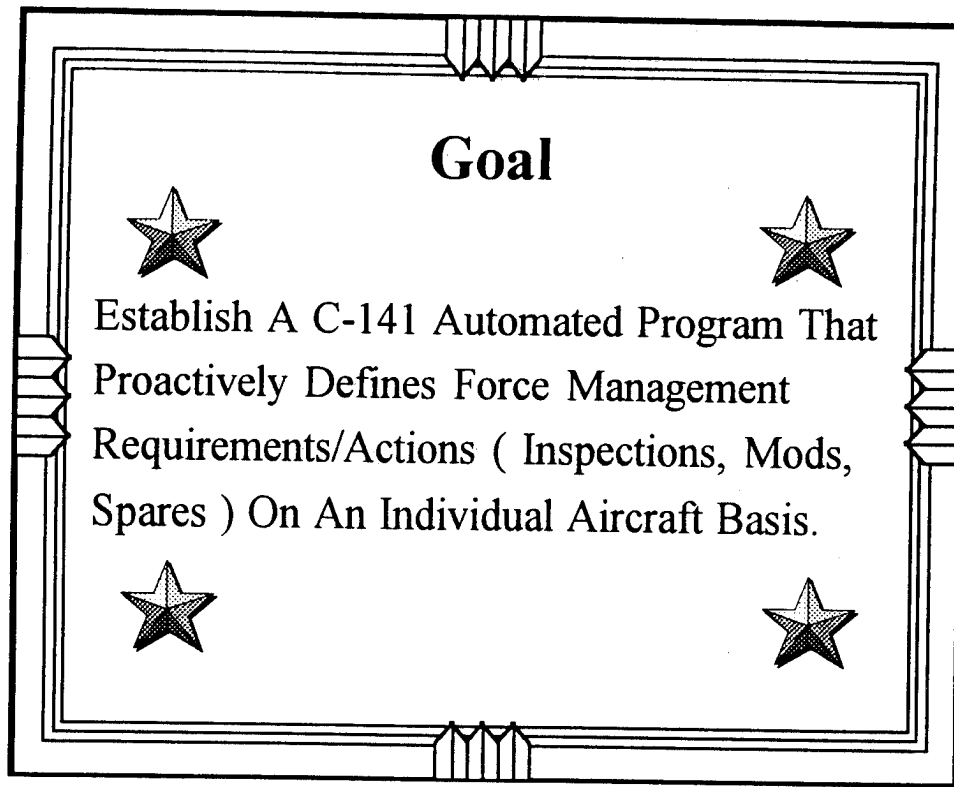 Goal
Establish A C-141 Automated Program That
Proactively Defines Force Management
Requirements/Actions ( Inspections, Mods,
Spares ) On An Individual Aircraft Basis.